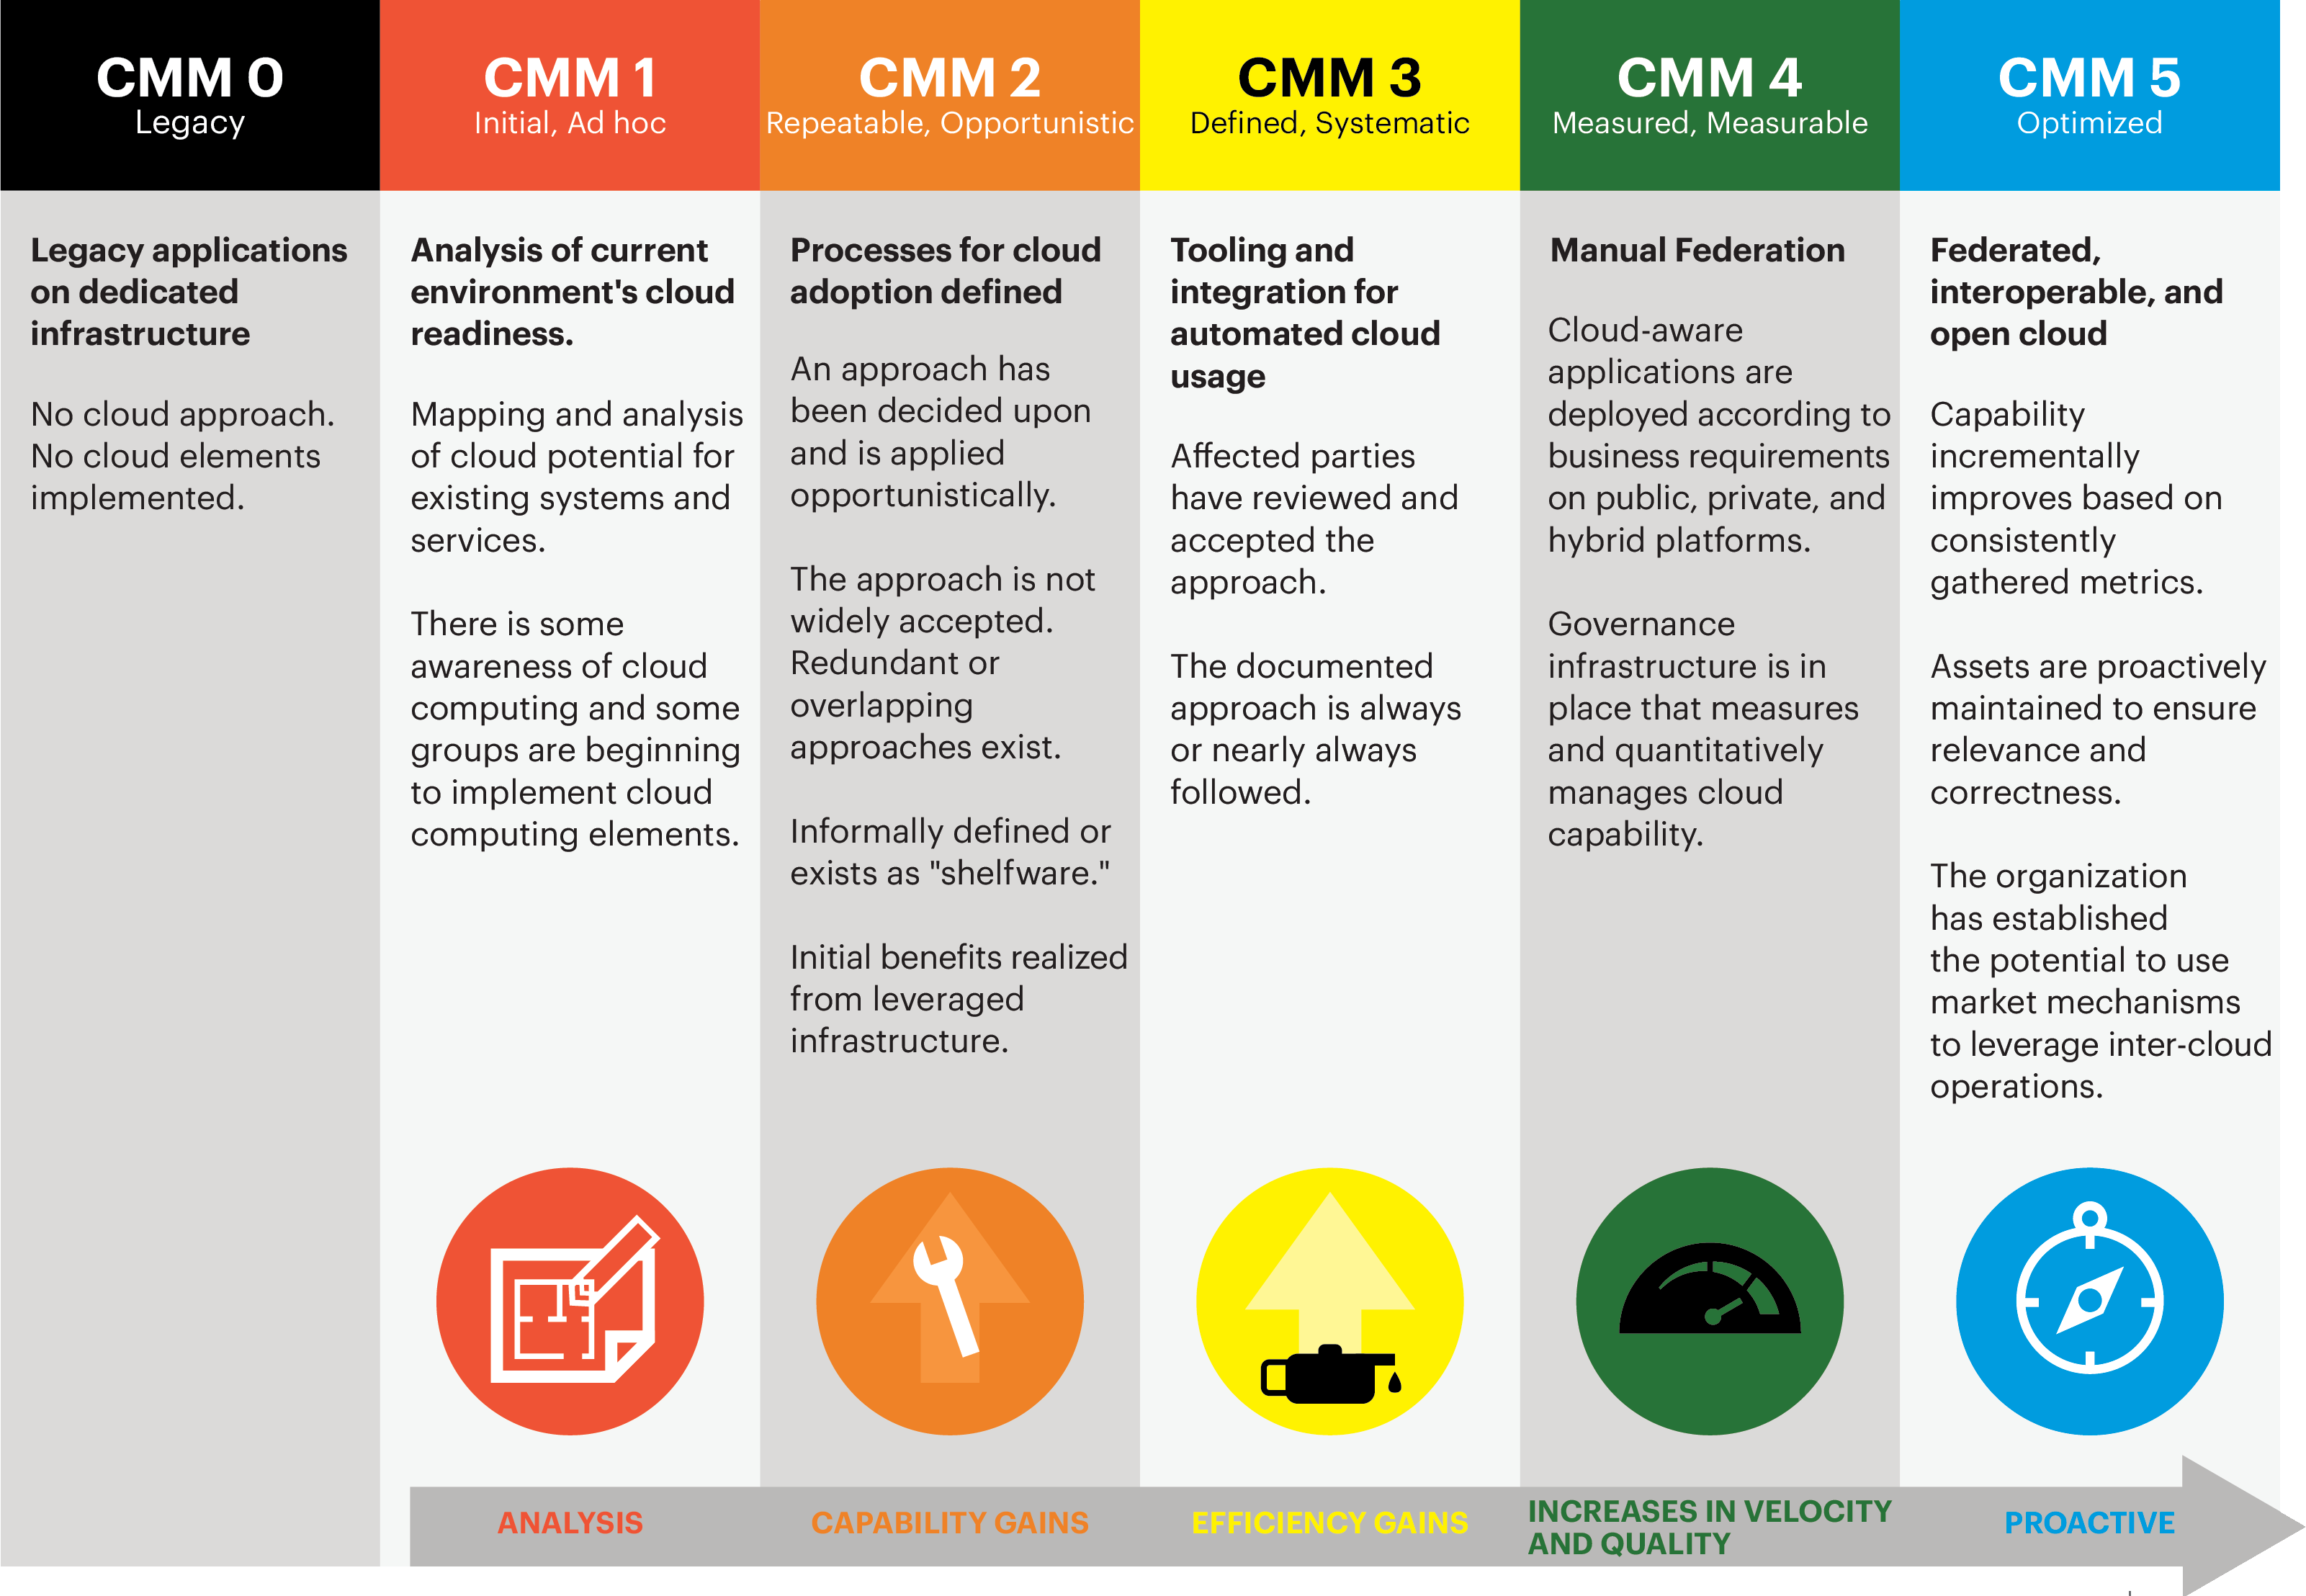 CMM 0
Legacy
Legacy applications
on dedicated
infrastructure
No cloud approach.
No cloud elements
implemented.
CMM 1
Initial, Ad hoc
Analysis of current
environment's cloud
readiness.
Mapping and analysis
of cloud potential for
existing systems and
services.
There is some
awareness of cloud
computing and some
groups are beginning
to implement cloud
computing elements.
ANALYSIS
CMM 2
Repeatable, Opportunistic
Processes for cloud
adoption defined
An approach has
been decided upon
and is applied
opportunistically.
The approach is not
widely accepted.
Redundant or
overlapping
approaches exist.
Informally defined or
exists as "shelfware."
Initial benefits realized
from leveraged
infrastructure.
CAPABILITY GAINS
CMM 3
Defined, Systematic
Tooling and
integration for
automated cloud
usage
Affected parties
have reviewed and
accepted the
approach.
The documented
approach is always
or nearly always
followed.
EFFICIENCY GAINS
CMM 4
Measured, Measurable
Manual Federation
Cloud-aware
applications are
deployed according to
business requirements
on public, private, and
hybrid platforms.
Governance
infrastructure is in
place that measures
and quantitatively
manages cloud
capability.
INCREASES IN VELOCITY
AND QUALITY
CMM 5
Optimized
Federated,
interoperable, and
open cloud
Capability
incrementally
improves based on
consistently
gathered metrics.
Assets are proactively
maintained to ensure
relevance and
correctness.
The organization
has established
the potential to use
market mechanisms
to leverage inter-cloud
operations.
PROACTIVE